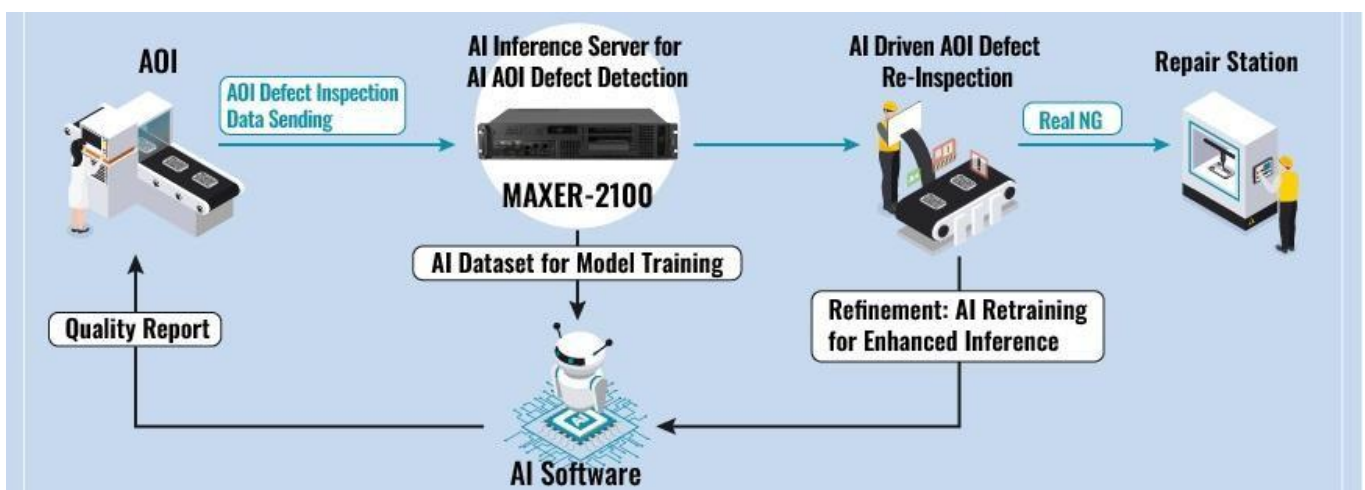 AOI
AOI Defect Inspection
Data Sending
AI Inference Server for
AI AOI Defect Detection
MAXER-2100
AI Driven AOI Defect
Re-Inspection
Real NG
Repair Station
AI Dataset for Model Training
Quality Report
Refinement: AI Retraining
for Enhanced Inference
AI
AI Software